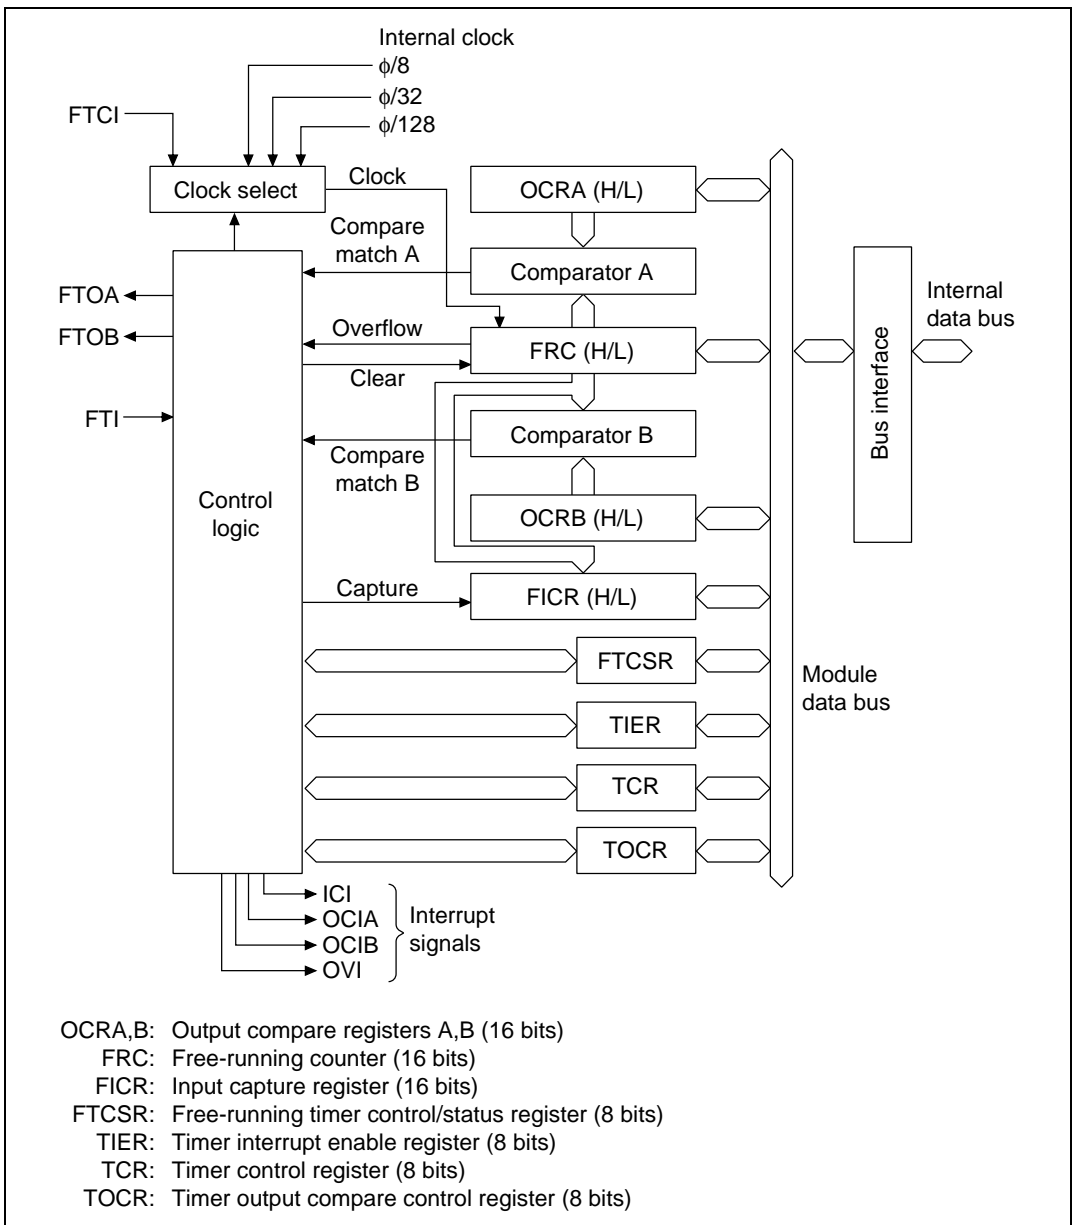 Internal clock
ϕ/8
ϕ/32
FTCI
ϕ/128
Clock select
Clock
OCRA (H/L)
Compare
match A
Comparator A
FTOA
Internal
data bus
FTOB
Overflow
FRC (H/L)
Clear
Bus interface
FTI
Comparator B
Compare
match B
Control
logic
OCRB (H/L)
Capture
FICR (H/L)
FTCSR
Module
data bus
TIER
TCR
TOCR
ICI
OCIA
OCIB
OVI
Interrupt
signals
OCRA,B: Output compare registers A,B (16 bits)
FRC: Free-running counter (16 bits)
FICR: Input capture register (16 bits)
FTCSR: Free-running timer control/status register (8 bits)
TIER: Timer interrupt enable register (8 bits)
TCR: Timer control register (8 bits)
TOCR: Timer output compare control register (8 bits)